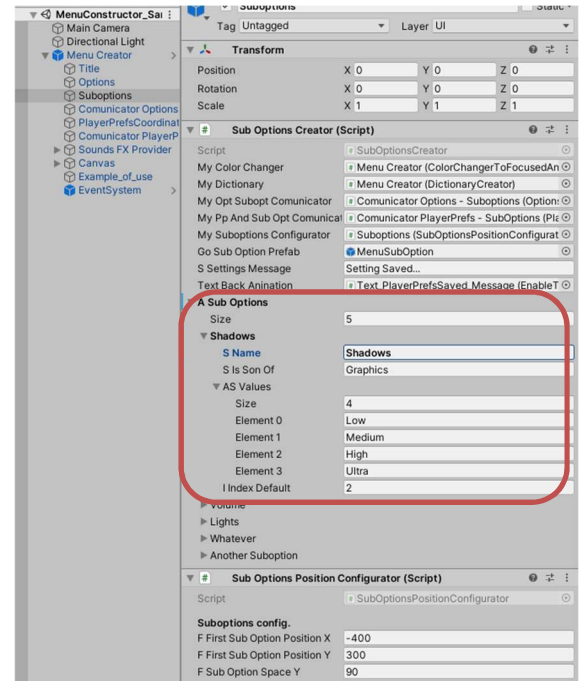 MenuConstructor_Sai
Main Camera
Directional Light
Menu Creator
Title
Options
Suboptions
Comunicator Options
PlayerPrefsCoordinat
Comunicator PlayerP
Sounds FX Provider
Canvas
Example_of_use
EventSystem
Suboptions Static
Tag Untagged Layer UI
Transform
Position X 0 Y 0 Z 0
Rotation X 0 Y 0 Z 0
Scale X 1 Y 1 Z 1
# Sub Options Creator (Script)
Script SubOptionsCreator
My Color Changer Menu Creator (ColorChangerToFocusedAn
My Dictionary Menu Creator (DictionaryCreator)
My Opt Subopt Comunicator Comunicator Options - Suboptions (Option
My Pp And Sub Opt Comunicat Comunicator PlayerPrefs - SubOptions (Pla
My Suboptions Configurator Suboptions (SubOptionsPositionConfigurat
Go Sub Option Prefab MenuSubOption
S Settings Message Setting Saved...
Text Back Anination Text_PlayerPrefsSaved_Message (EnableT
A Sub Options
Size 5
Shadows
S Name Shadows
S Is Son Of Graphics
AS Values
Size 4
Element 0 Low
Element 1 Medium
Element 2 High
Element 3 Ultra
I Index Default 2
Volume
Lights
Whatever
Another Suboption
# Sub Options Position Configurator (Script)
Script SubOptionsPositionConfigurator
Suboptions config.
F First Sub Option Position X -400
F First Sub Option Position Y 300
F Sub Option Space Y 90